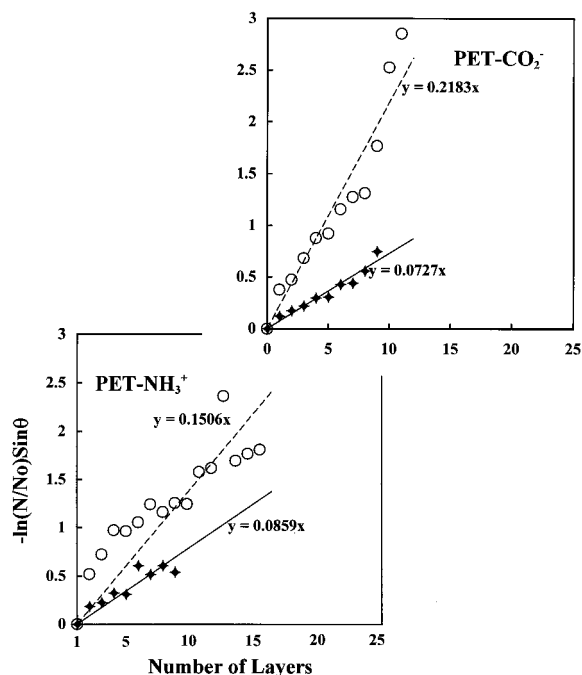 3
PET-CO₂⁻
2.5
y = 0.2183x
2
1.5
1
0.5
y = 0.0727x
0
0 5 10 15 20 25
3
PET-NH₃⁺
2.5
y = 0.1506x
2
1.5
1
y = 0.0859x
0.5
0
1 5 10 15 20 25
-ln(N/No)Sinθ
Number of Layers